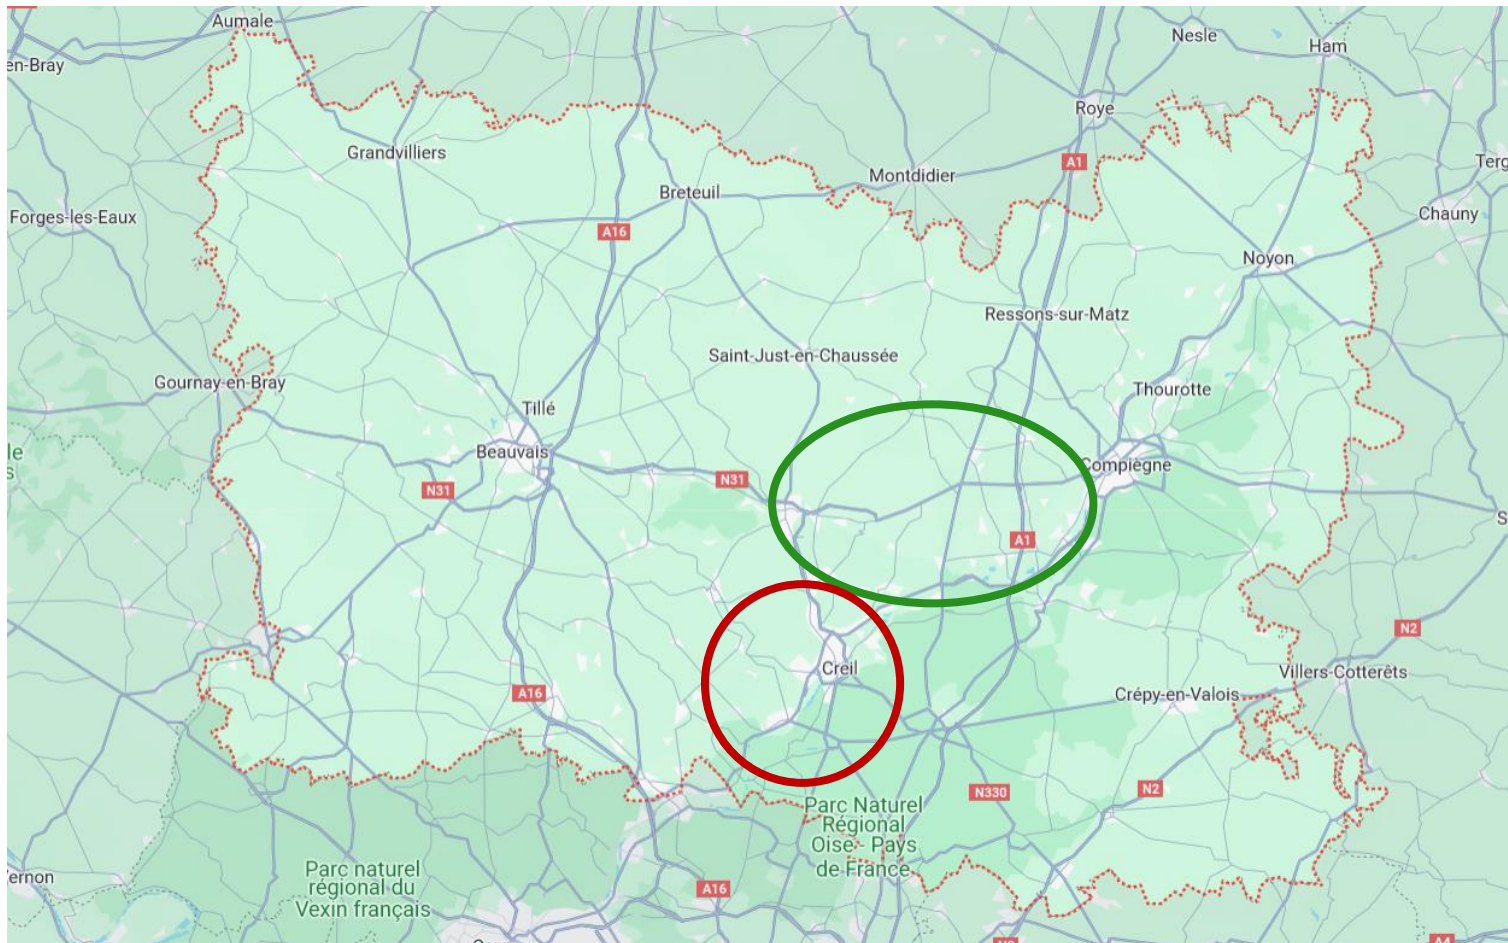 Aumale
Nesle
Ham
en-Bray
Roye
Grandvilliers
A1
Terg
Montdidier
Breteuil
Forges-les-Eaux
Chauny
A16
Noyon
Ressons-sur-Matz
Saint-Just-en-Chaussée
Gournay-en-Bray
Thourotte
Tillé
le
s
Beauvais
Compiègne
N31
N31
S
A1
N2
Creil
Villers-Cotterêts
A16
Crépy-en-Valois
N2
N330
Parc Naturel
Régional
Oise - Pays
de France
Parc naturel
régional du
Vexin français
ernon
A16